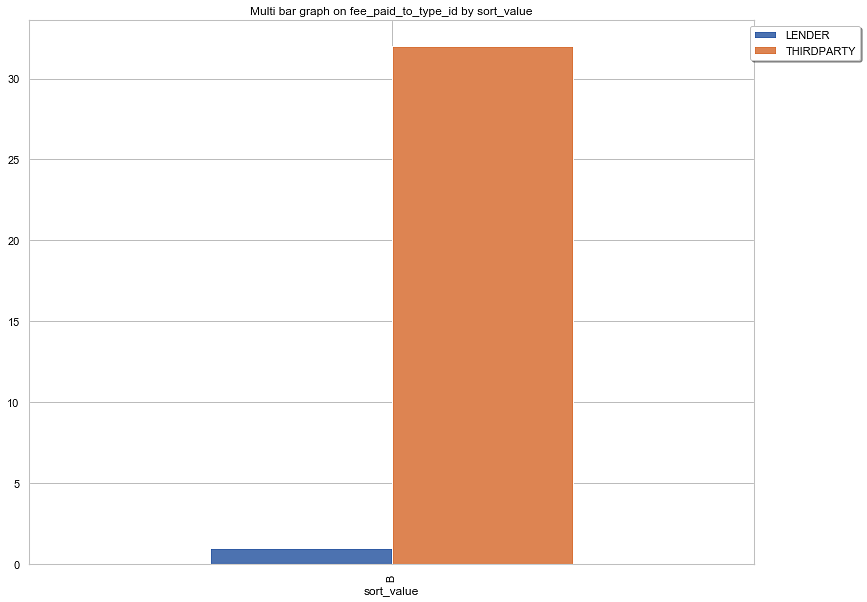 Multi bar graph on fee_paid_to_type_id by sort_value
LENDER
THIRDPARTY
30
25
20
15
10
5
0
B
sort_value